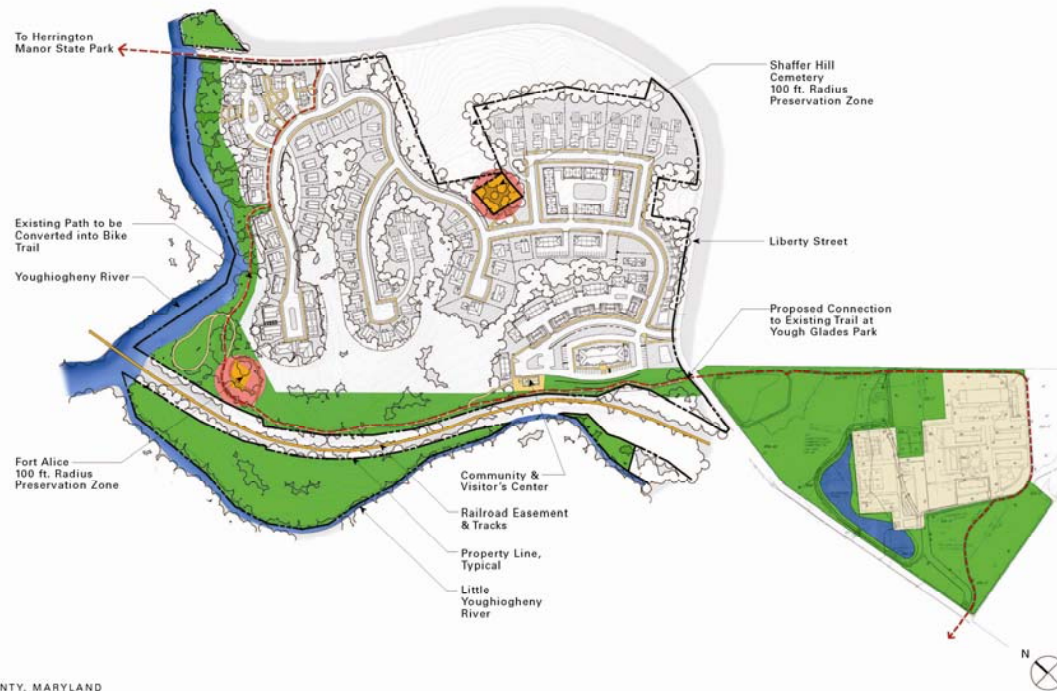 To Herrington
Manor State Park
Shaffer Hill
Cemetery
100 ft. Radius
Preservation Zone
Existing Path to be
Converted into Bike
Trail
Liberty Street
Youghiogheny River
Proposed Connection
to Existing Trail at
Yough Glades Park
Fort Alice
100 ft. Radius
Preservation Zone
Community &
Visitor's Center
Railroad Easement
& Tracks
Property Line,
Typical
Little
Youghiogheny
River
N
NTY, MARYLAND